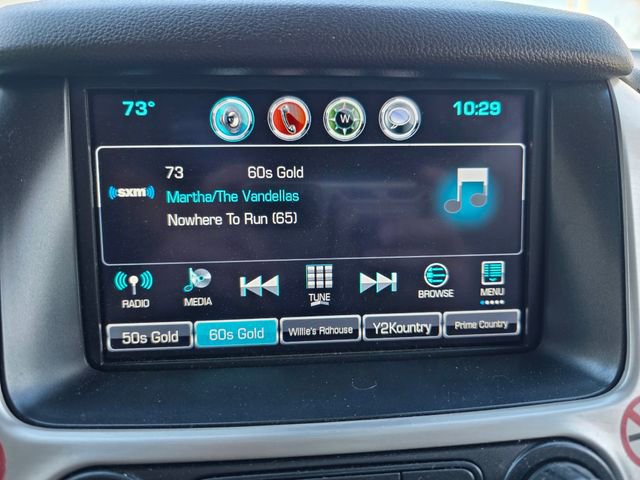 73° W 10:29
73 60s Gold
sxm
Martha/The Vandellas
Nowhere To Run (65)
RADIO MEDIA TUNE BROWSE MENU
50s Gold 60s Gold Willie's Rdhouse Y2Kountry Prime Country